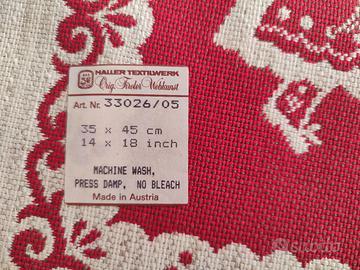 HALLER TEXTILWERK
Orig. Tiroler Webkunst
Art. Nr. 33026/05
35 x 45 cm
14 x 18 inch
MACHINE WASH,
PRESS DAMP, NO BLEACH
Made in Austria
subito